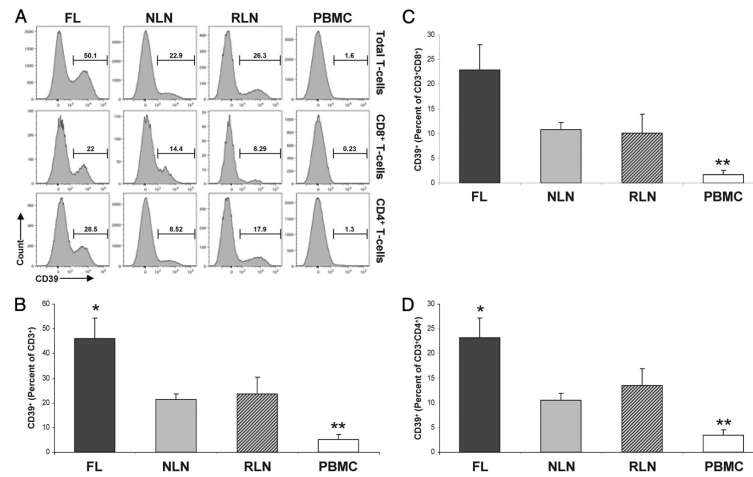 A
FL NLN RLN PBMC
50.1 22.9 26.3 1.6
Total T-cells
22 14.4 8.29 0.23
CD8+ T-cells
28.5 8.52 17.9 1.3
CD4+ T-cells
Count
CD39
B
CD39+ (Percent of CD3+)
60
50
40
30
20
10
0
* **
FL NLN RLN PBMC
C
CD39+ (Percent of CD3+CD8+)
30
25
20
15
10
5
0
**
FL NLN RLN PBMC
D
CD39+ (Percent of CD3+CD4+)
30
25
20
15
10
5
0
* **
FL NLN RLN PBMC